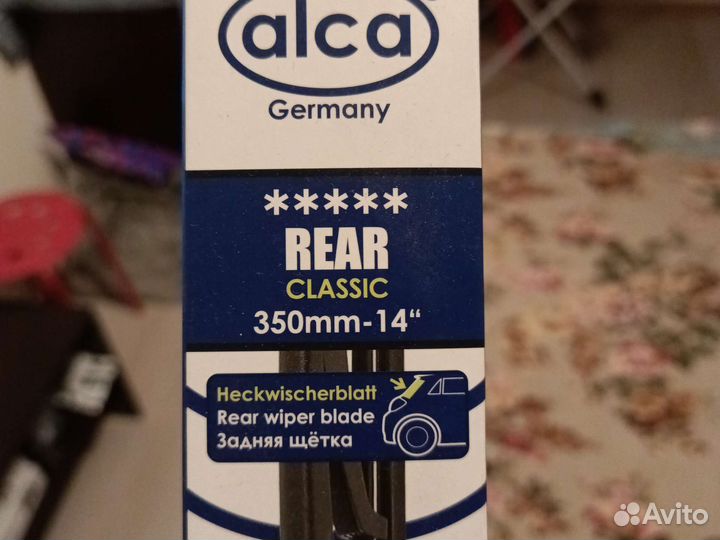 alca
Germany
*****
REAR
CLASSIC
350mm-14“
Heckwischerblatt
Rear wiper blade
Задняя щётка
Avito